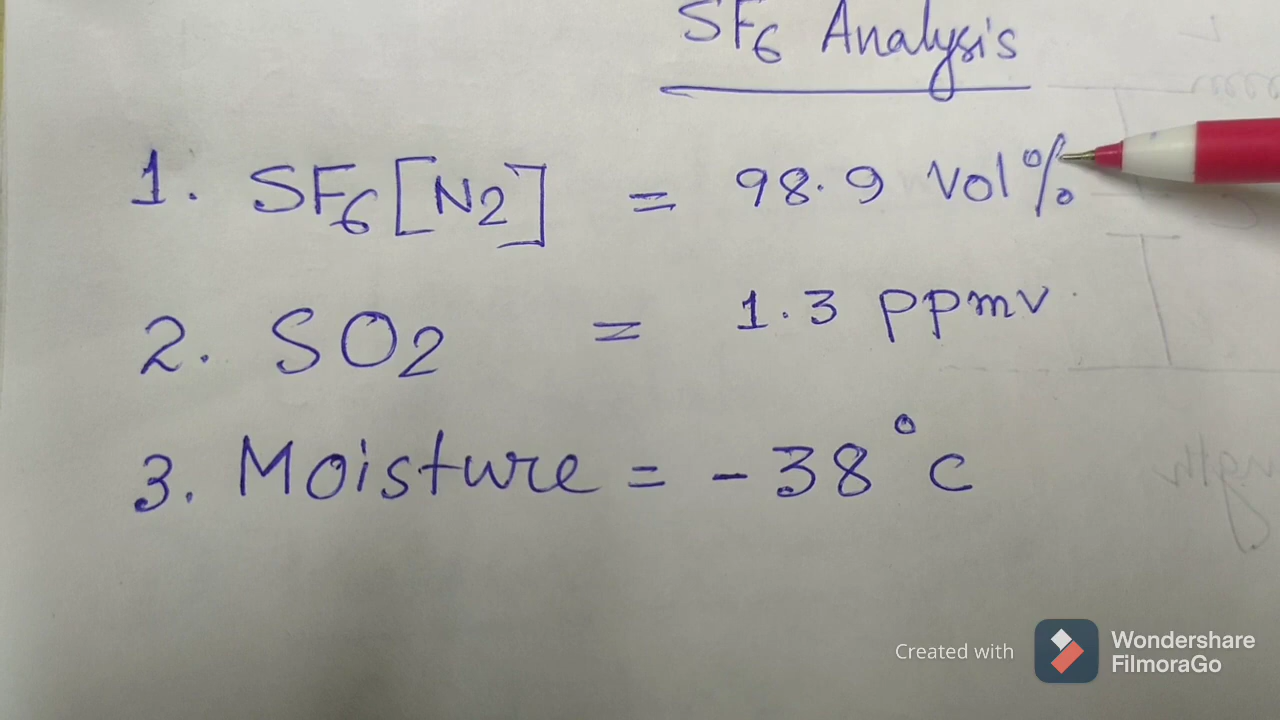 SF6 Analysis
1. SF6[N2] = 98.9 Vol%
2. SO2 = 1.3 ppmv
3. Moisture = -38°c
Created with Wondershare FilmoraGo